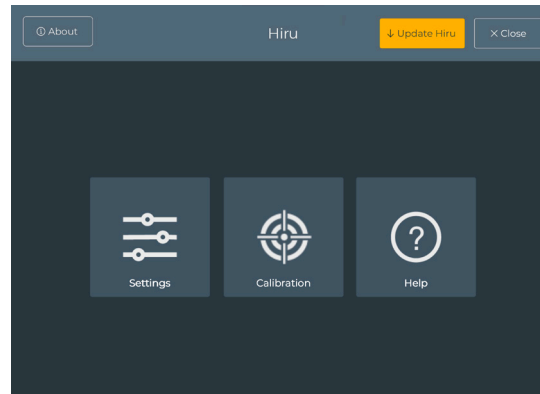 About
Hiru
↓ Update Hiru
× Close
Settings
Calibration
?
Help